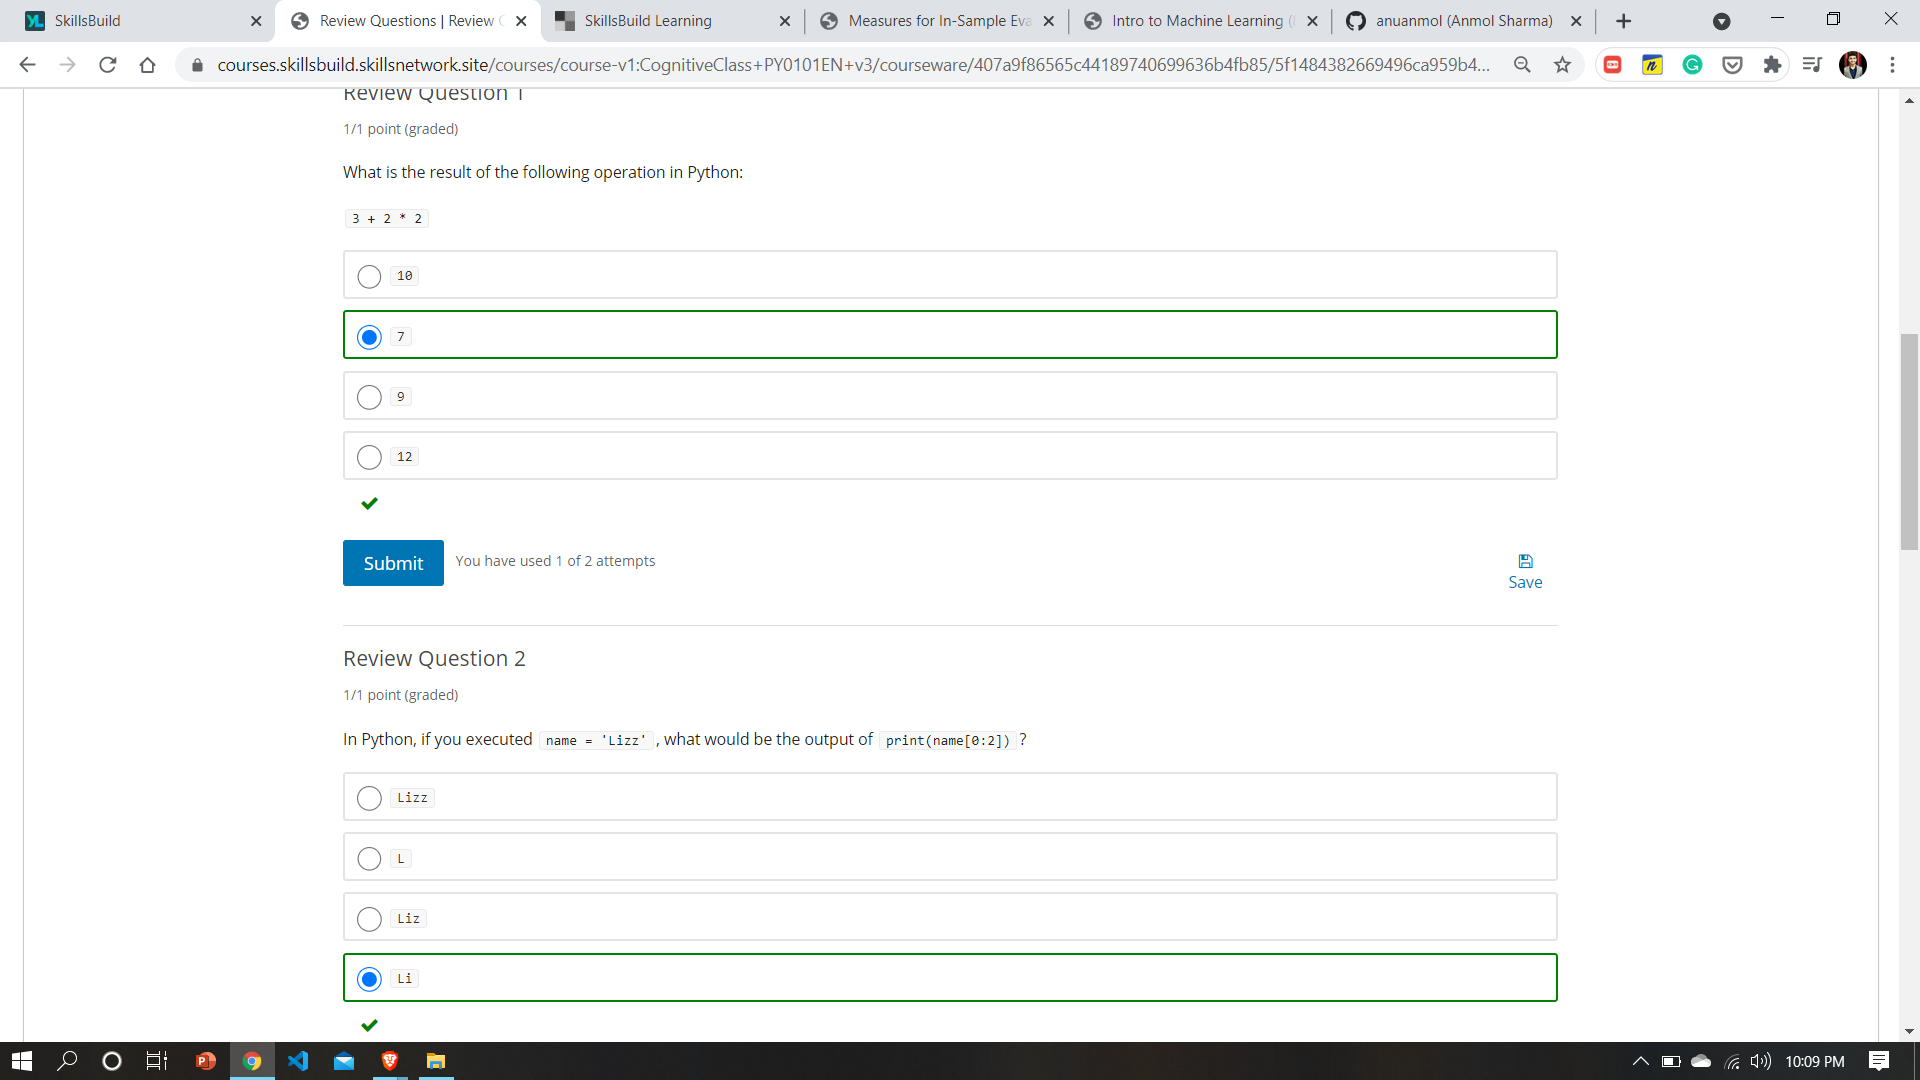 SkillsBuild
Review Questions | Review
SkillsBuild Learning
Measures for In-Sample Eva
Intro to Machine Learning (
anuanmol (Anmol Sharma)
courses.skillsbuild.skillsnetwork.site/courses/course-v1:CognitiveClass+PY0101EN+v3/courseware/407a9f86565c44189740699636b4fb85/5f1484382669496ca959b4...
Review Question 1
1/1 point (graded)
What is the result of the following operation in Python:
3 + 2 * 2
10
7
9
12
Submit
You have used 1 of 2 attempts
Save
Review Question 2
1/1 point (graded)
In Python, if you executed name = 'Lizz' , what would be the output of print(name[0:2]) ?
Lizz
L
Liz
Li
10:09 PM